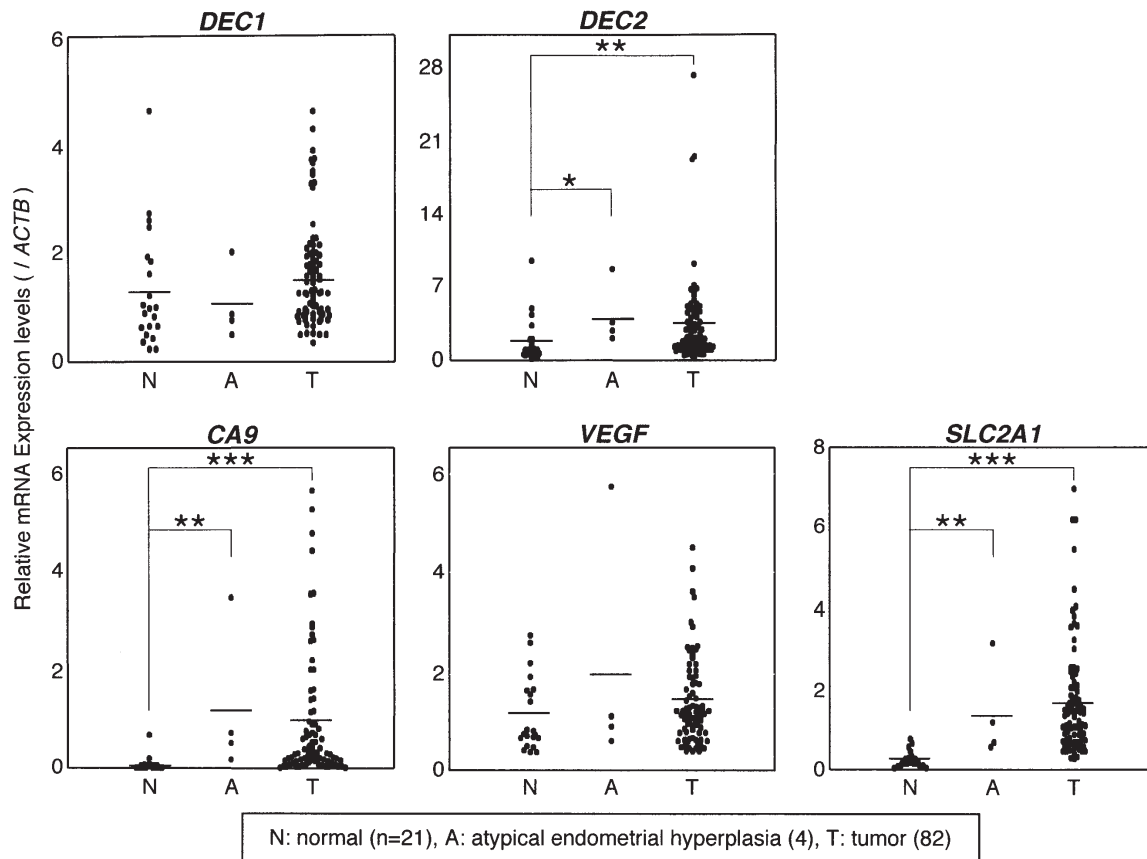 Relative mRNA Expression levels ( / ACTB)
DEC1
6
4
2
0
N A T
DEC2
28
21
14
7
0
**
*
N A T
CA9
6
4
2
0
***
**
N A T
VEGF
6
4
2
0
N A T
SLC2A1
8
6
4
2
0
***
**
N A T
N: normal (n=21), A: atypical endometrial hyperplasia (4), T: tumor (82)